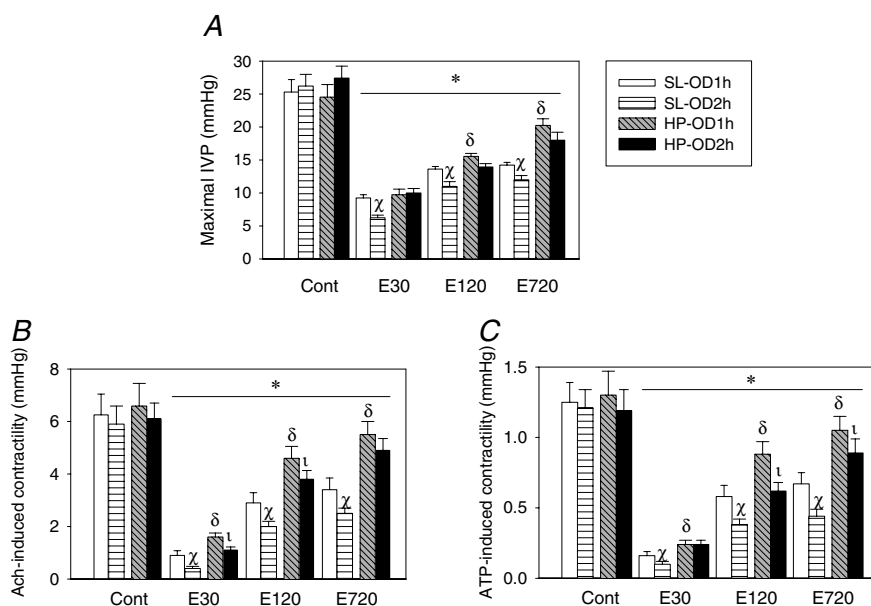 A
Maximal IVP (mmHg)
30
25
20
15
10
5
0
*
χ
χ
δ
χ
δ
Cont E30 E120 E720
SL-OD1h
SL-OD2h
HP-OD1h
HP-OD2h
B
Ach-induced contractility (mmHg)
8
6
4
2
0
*
χ
δ
ι
χ
δ
ι
χ
δ
Cont E30 E120 E720
C
ATP-induced contractility (mmHg)
1.5
1.0
0.5
0.0
*
χ
δ
χ
δ
ι
χ
δ
ι
Cont E30 E120 E720